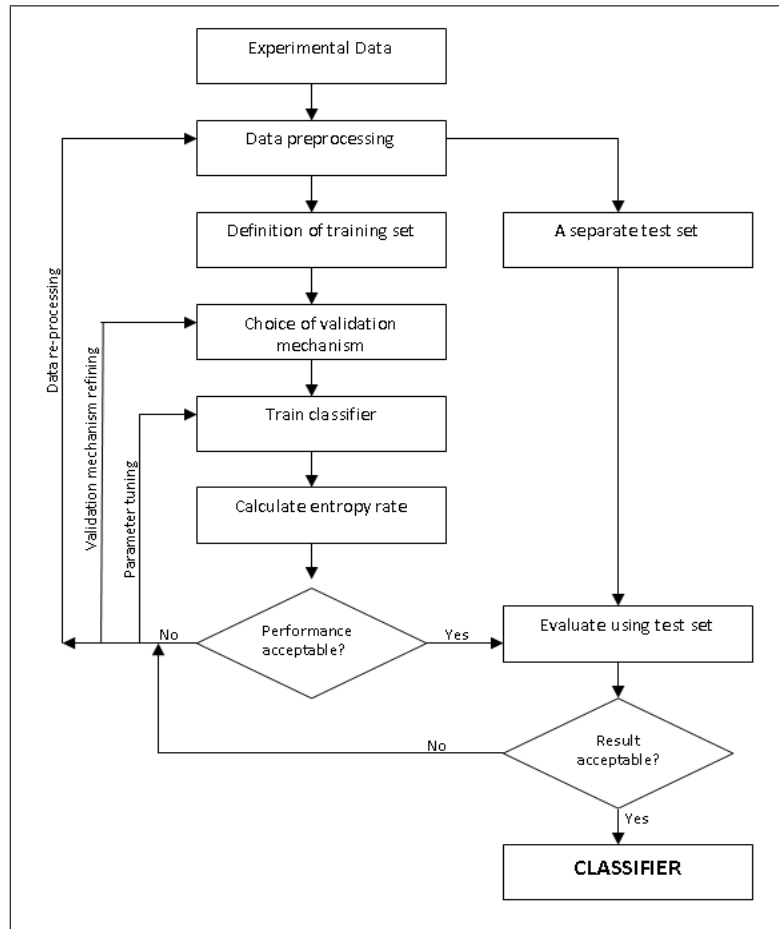 Experimental Data
Data preprocessing
Definition of training set
A separate test set
Choice of validation
mechanism
Train classifier
Calculate entropy rate
Data re-processing
Validation mechanism refining
Parameter tuning
No
Performance
acceptable?
Yes
Evaluate using test set
No
Result
acceptable?
Yes
CLASSIFIER